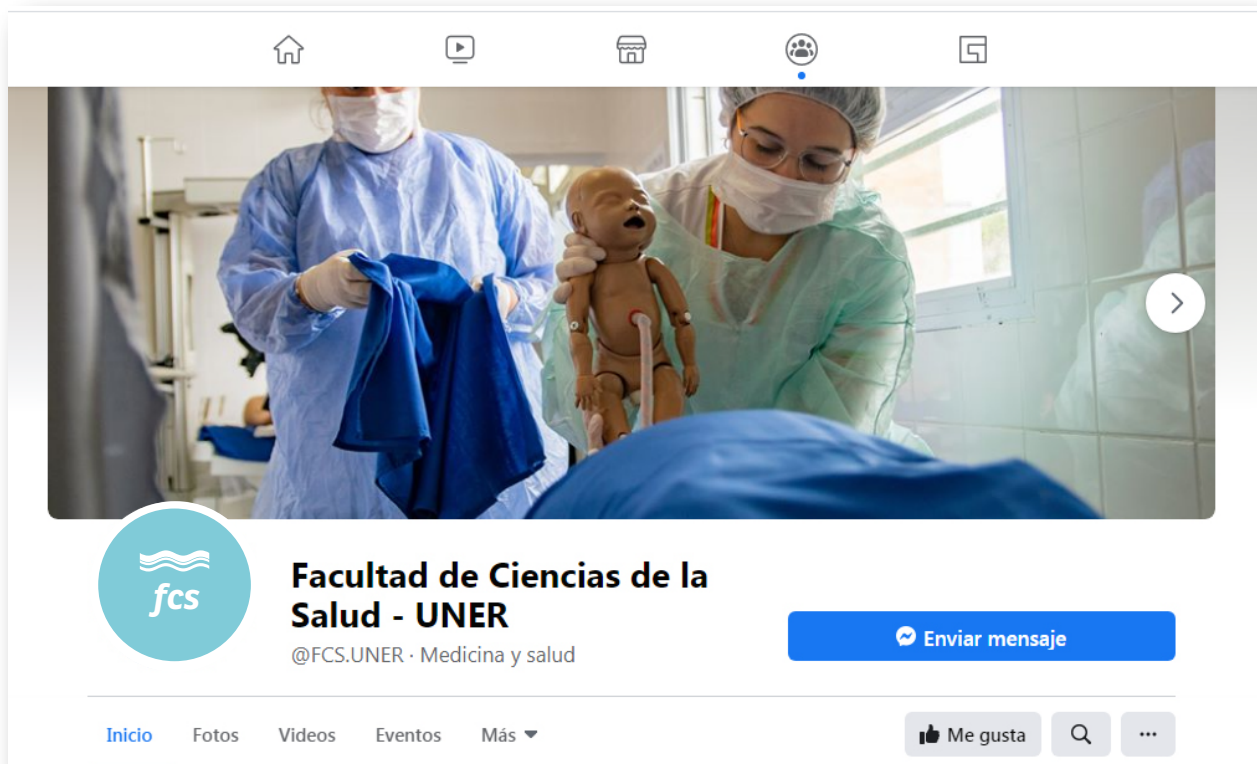 Facultad de Ciencias de la
Salud - UNER
fcs
@FCS.UNER · Medicina y salud
Enviar mensaje
Inicio
Fotos
Videos
Eventos
Más
Me gusta